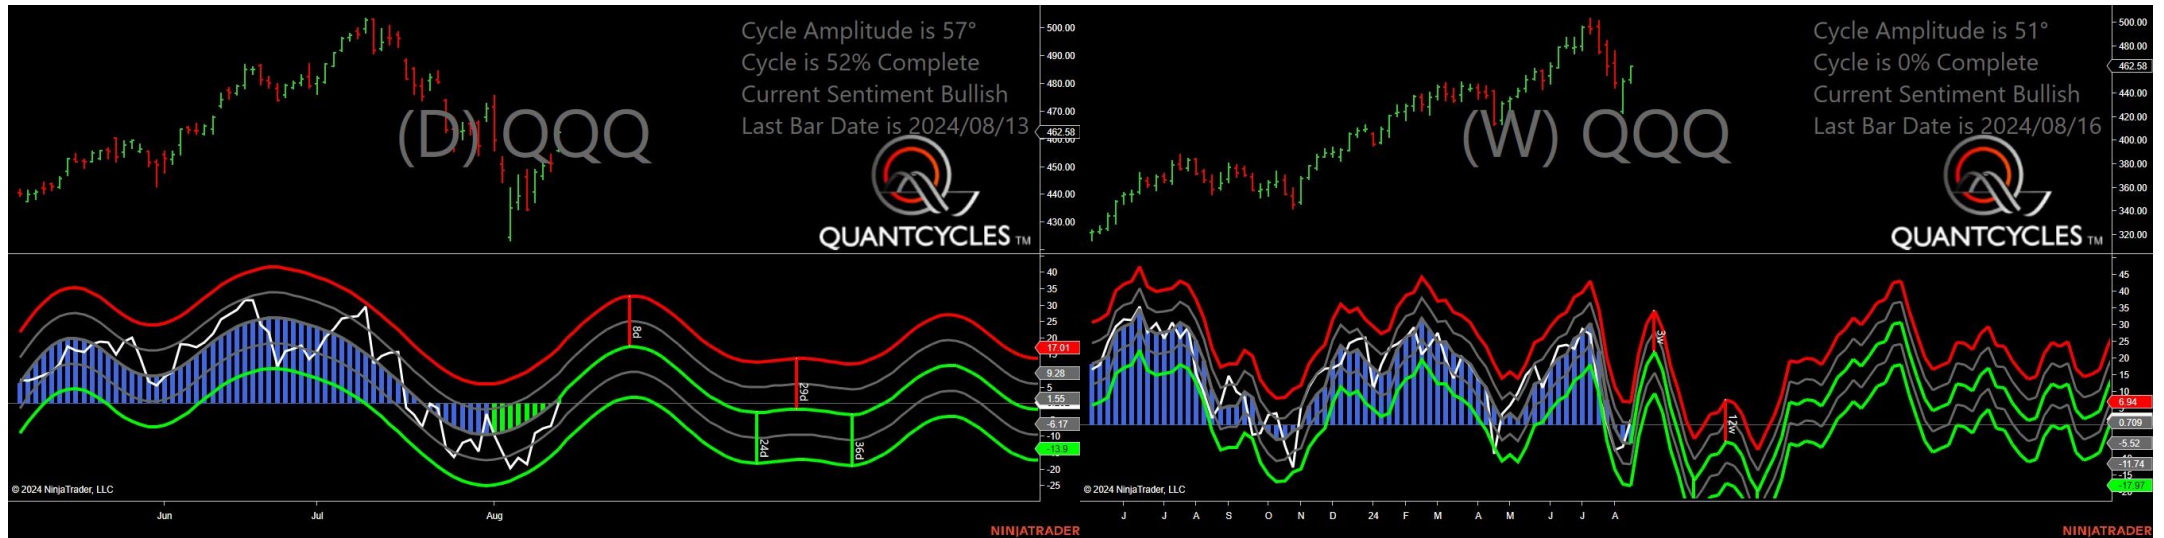 Cycle Amplitude is 57°
Cycle is 52% Complete
Current Sentiment Bullish
Last Bar Date is 2024/08/13
(D) QQQ
QUANTCYCLES TM
500.00
490.00
480.00
470.00
462.58
460.00
450.00
440.00
430.00
40
35
30
25
20
17.01
9.28
5
1.55
-6.17
-10
-13.9
-20
-25
8d
29d
24d
36d
© 2024 NinjaTrader, LLC
Jun Jul Aug
NINJATRADER
Cycle Amplitude is 51°
Cycle is 0% Complete
Current Sentiment Bullish
Last Bar Date is 2024/08/16
(W) QQQ
QUANTCYCLES TM
500.00
480.00
462.58
440.00
420.00
400.00
380.00
360.00
340.00
320.00
45
40
35
30
25
20
15
10
6.94
0.709
-5.52
-11.74
-15
-17.97
3w
12w
© 2024 NinjaTrader, LLC
J J A S O N D 24 F M A M J J A
NINJATRADER